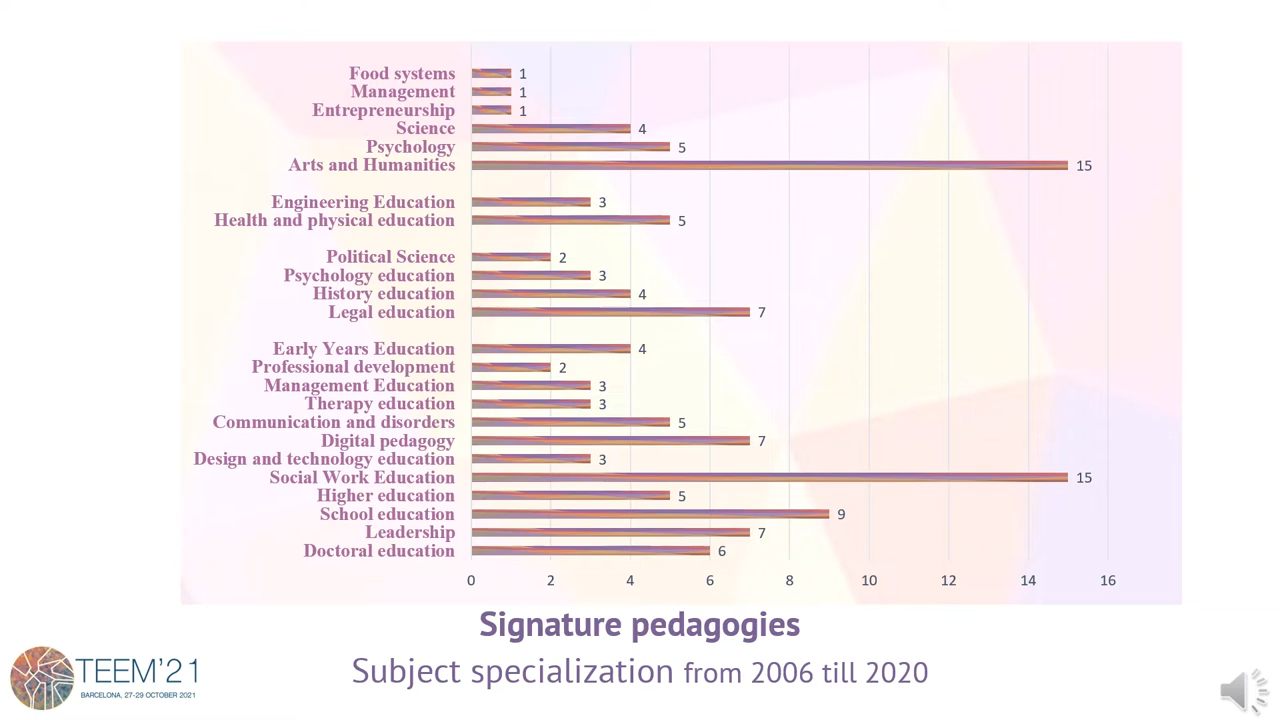 Food systems 1
Management 1
Entrepreneurship 1
Science 4
Psychology 5
Arts and Humanities 15
Engineering Education 3
Health and physical education 5
Political Science 2
Psychology education 3
History education 4
Legal education 7
Early Years Education 4
Professional development 2
Management Education 3
Therapy education 3
Communication and disorders 5
Digital pedagogy 7
Design and technology education 3
Social Work Education 15
Higher education 5
School education 9
Leadership 7
Doctoral education 6
0 2 4 6 8 10 12 14 16
Signature pedagogies
Subject specialization from 2006 till 2020
TEEM'21
BARCELONA, 27-29 OCTOBER 2021